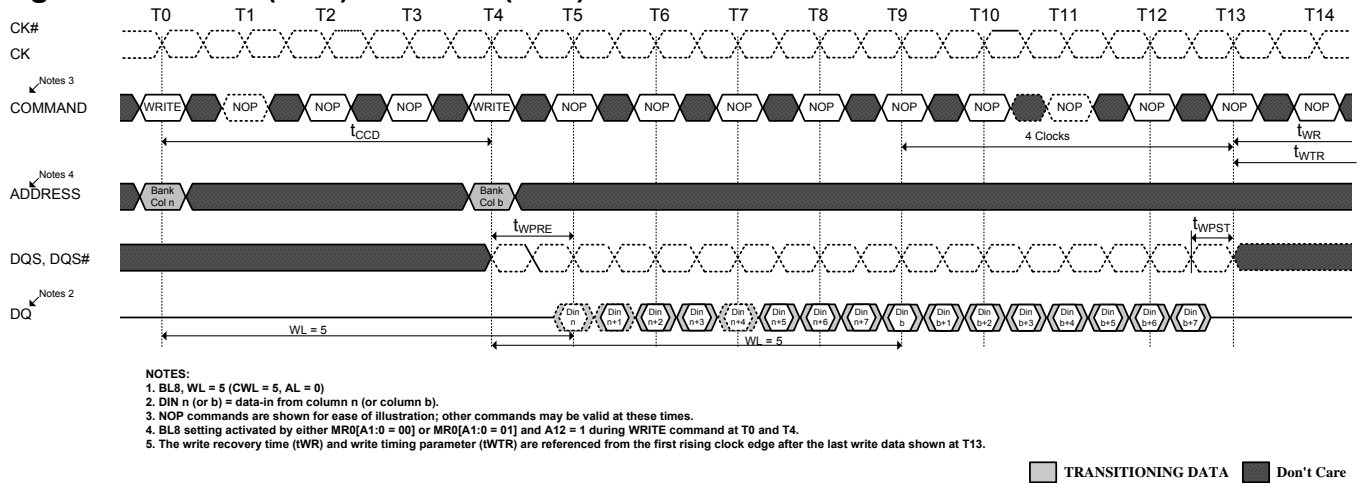 T0 T1 T2 T3 T4 T5 T6 T7 T8 T9 T10 T11 T12 T13 T14
CK#
CK
Notes 3
COMMAND
WRITE NOP NOP NOP WRITE NOP NOP NOP NOP NOP NOP NOP NOP NOP NOP
tCCD
4 Clocks
tWR
tWTR
Notes 4
ADDRESS
Bank Col n
Bank Col b
tWPRE
tWPST
DQS, DQS#
Notes 2
DQ
Din n Din n+1 Din n+2 Din n+3 Din n+4 Din n+5 Din n+6 Din n+7 Din b Din b+1 Din b+2 Din b+3 Din b+4 Din b+5 Din b+6 Din b+7
WL = 5
WL = 5
NOTES:
1. BL8, WL = 5 (CWL = 5, AL = 0)
2. DIN n (or b) = data-in from column n (or column b).
3. NOP commands are shown for ease of illustration; other commands may be valid at these times.
4. BL8 setting activated by either MR0[A1:0 = 00] or MR0[A1:0 = 01] and A12 = 1 during WRITE command at T0 and T4.
5. The write recovery time (tWR) and write timing parameter (tWTR) are referenced from the first rising clock edge after the last write data shown at T13.
TRANSITIONING DATA Don't Care